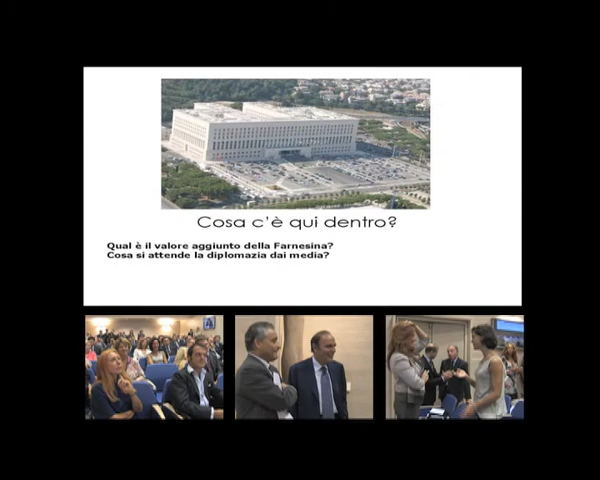 Cosa c'è qui dentro?
Qual è il valore aggiunto della Farnesina?
Cosa si attende la diplomazia dai media?